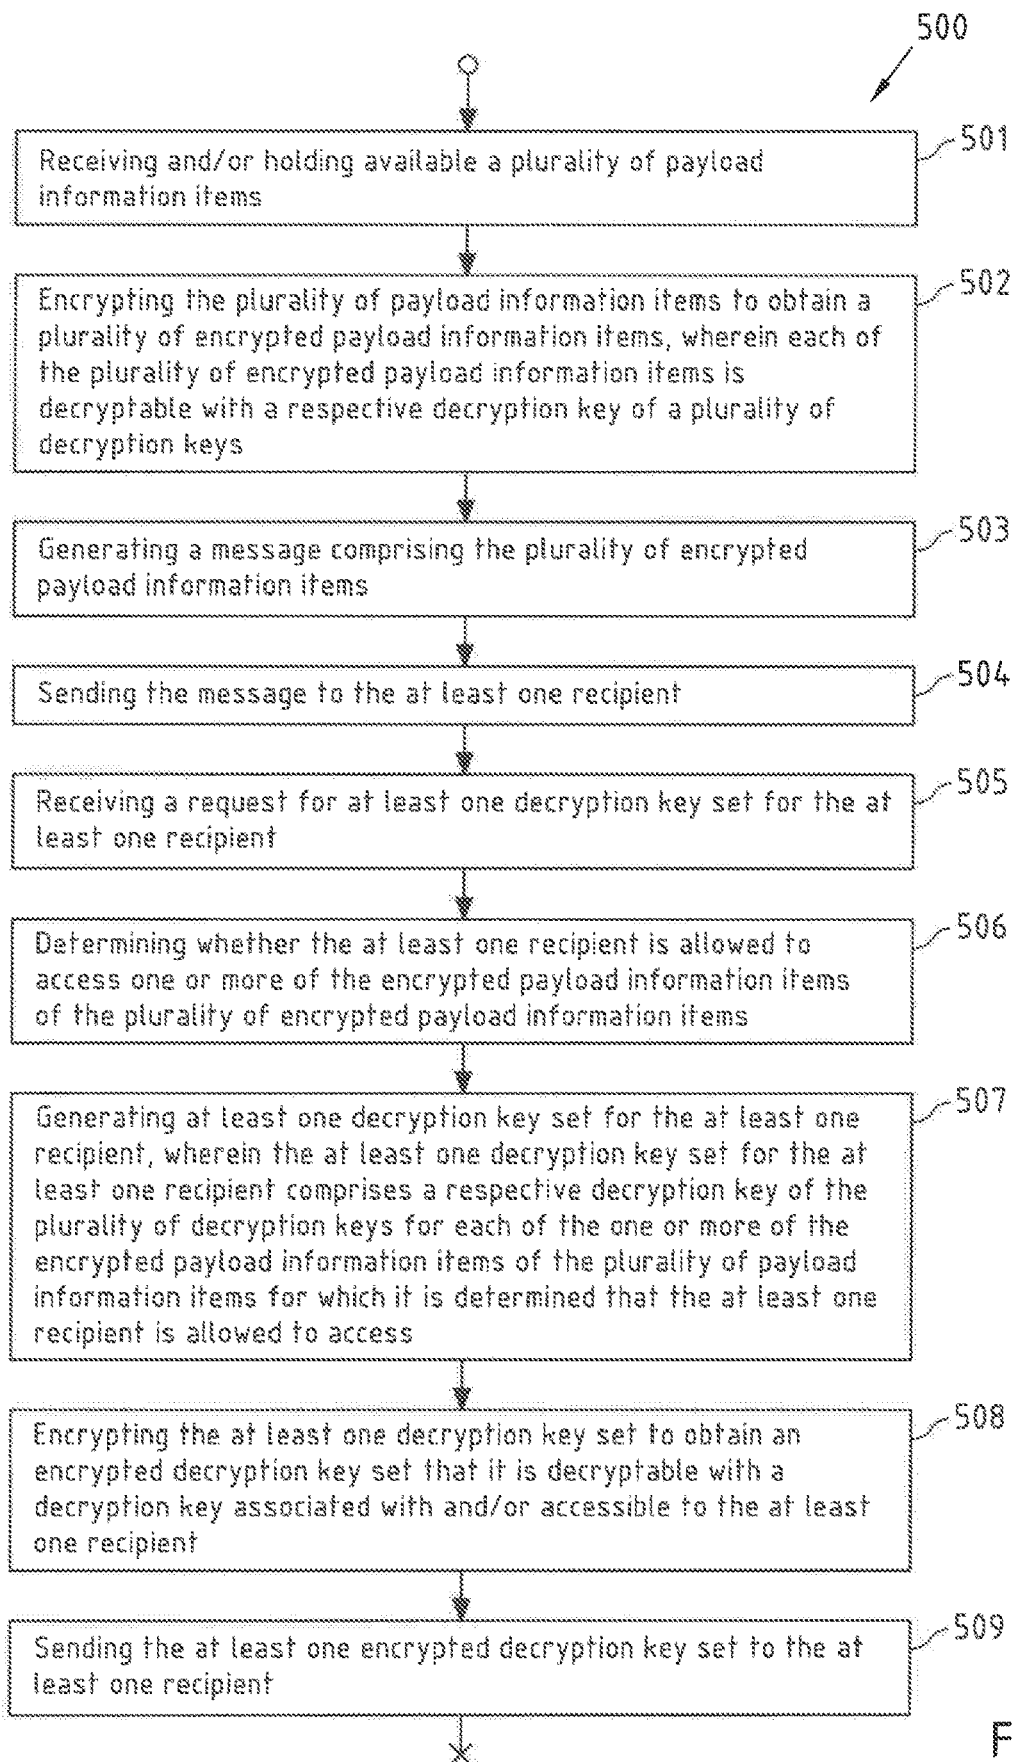 500
501
Receiving and/or holding available a plurality of payload
information items
502
Encrypting the plurality of payload information items to obtain a
plurality of encrypted payload information items, wherein each of
the plurality of encrypted payload information items is
decryptable with a respective decryption key of a plurality of
decryption keys
503
Generating a message comprising the plurality of encrypted
payload information items
504
Sending the message to the at least one recipient
505
Receiving a request for at least one decryption key set for the at
least one recipient
506
Determining whether the at least one recipient is allowed to
access one or more of the encrypted payload information items
of the plurality of encrypted payload information items
507
Generating at least one decryption key set for the at least one
recipient, wherein the at least one decryption key set for the at
least one recipient comprises a respective decryption key of the
plurality of decryption keys for each of the one or more of the
encrypted payload information items of the plurality of payload
information items for which it is determined that the at least one
recipient is allowed to access
508
Encrypting the at least one decryption key set to obtain an
encrypted decryption key set that it is decryptable with a
decryption key associated with and/or accessible to the at least
one recipient
509
Sending the at least one encrypted decryption key set to the at
least one recipient
F